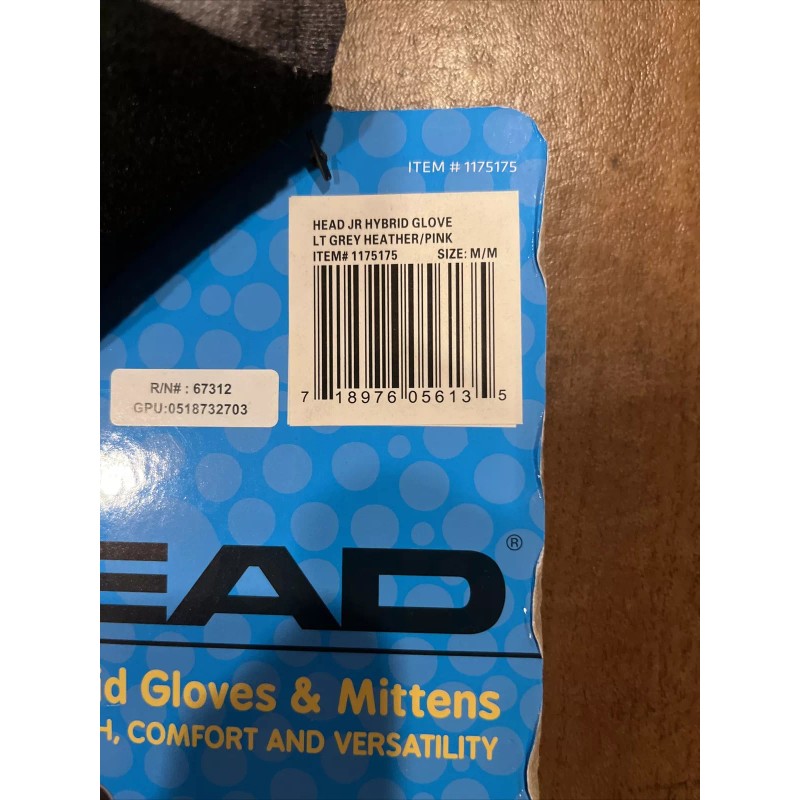 ITEM # 1175175
HEAD JR HYBRID GLOVE
LT GREY HEATHER/PINK
ITEM# 1175175 SIZE: M/M
7 18976 05613 5
R/N# : 67312
GPU:0518732703
EAD®
Gloves & Mittens
COMFORT AND VERSATILITY